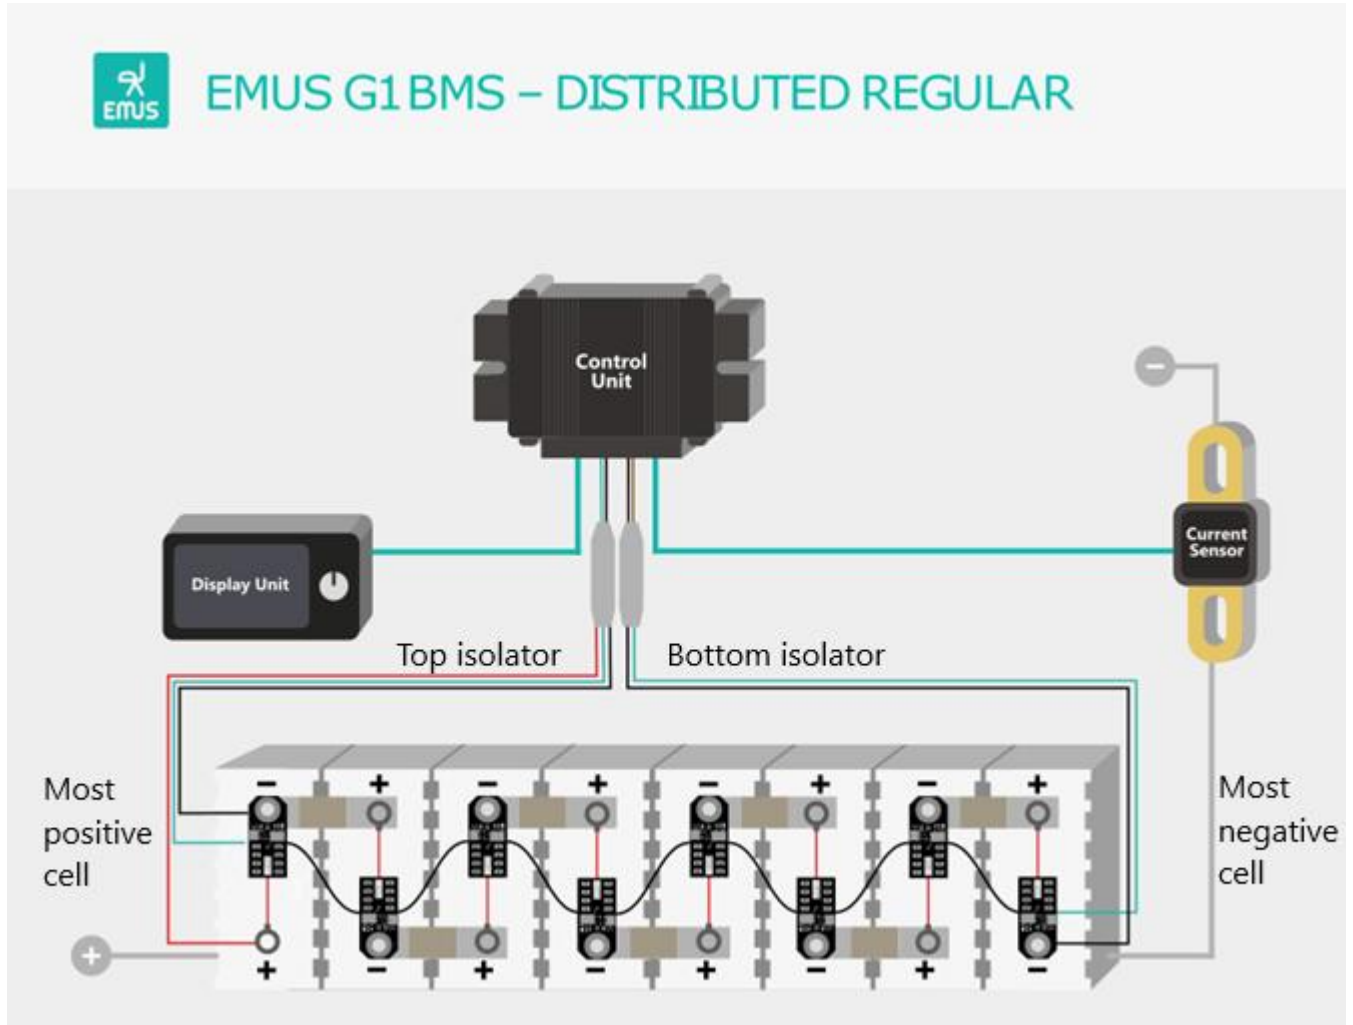 EMUS
EMUS G1 BMS – DISTRIBUTED REGULAR
Control
Unit
−
Current
Sensor
Display Unit
Top isolator
Bottom isolator
Most
positive
cell
Most
negative
cell
− + − + − + − +
+ − + − + − + −
+